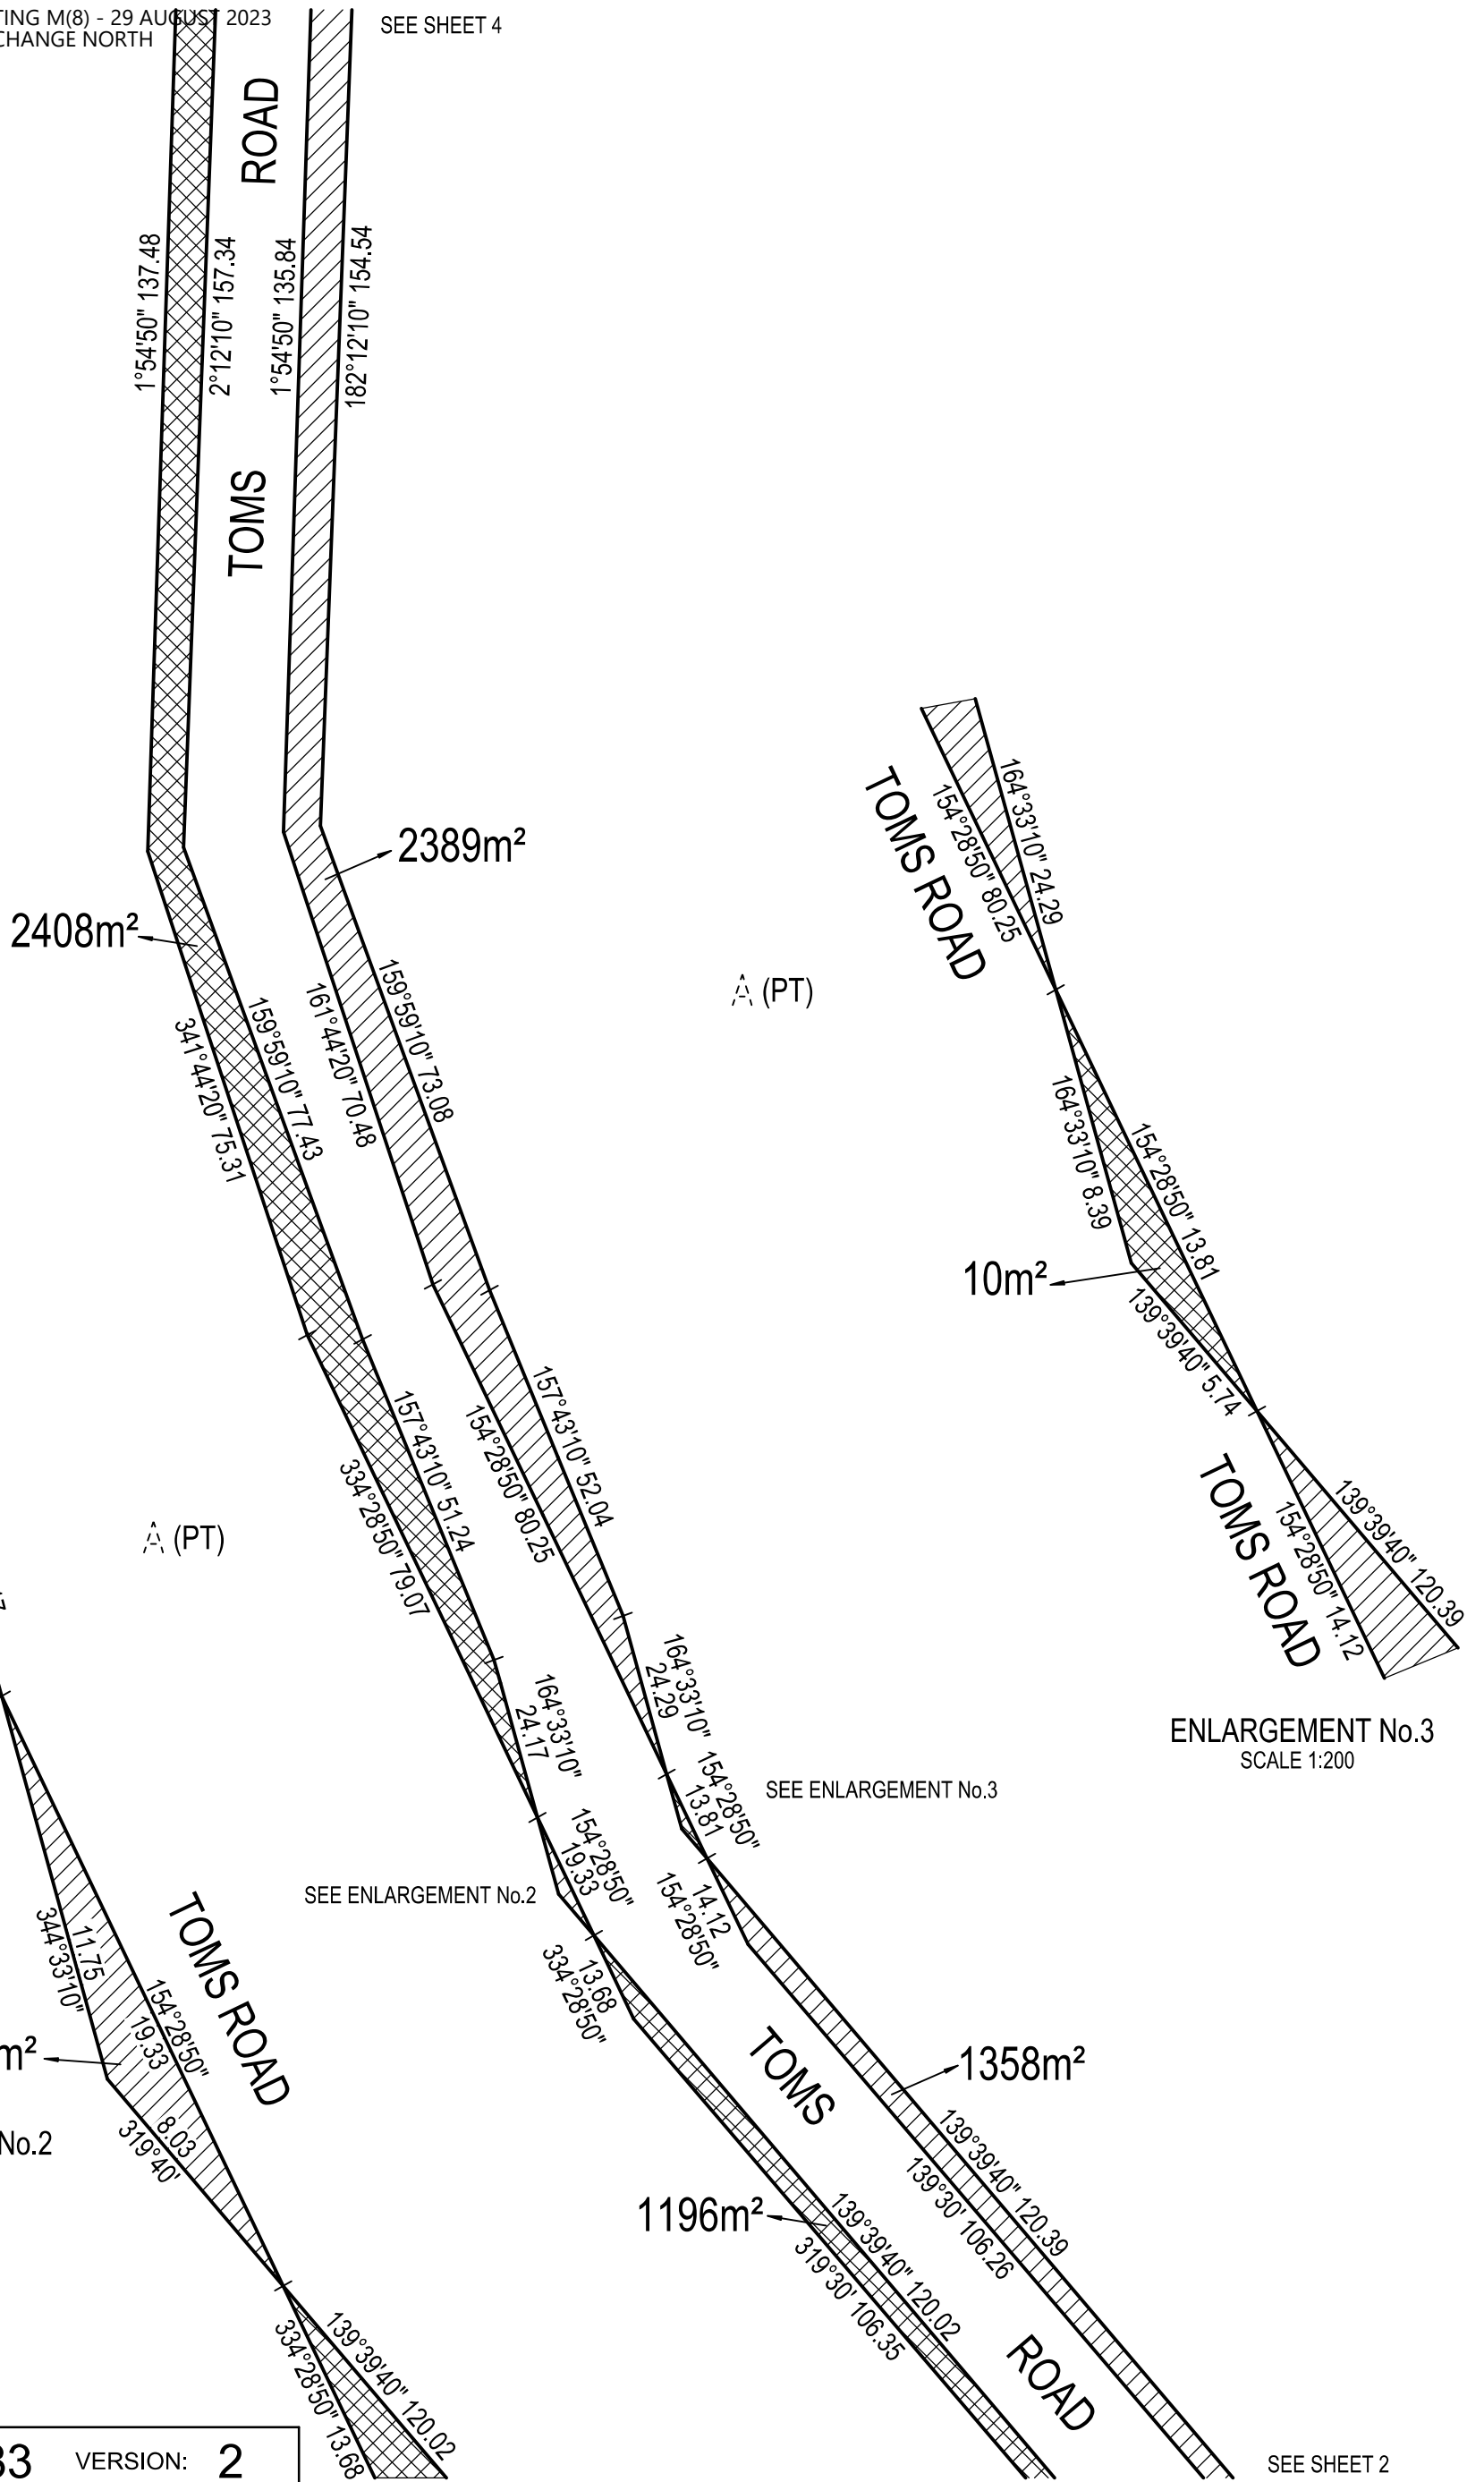 TING M(8) - 29 AUGUST 2023
CHANGE NORTH
SEE SHEET 4
ROAD
1°54'50" 137.48
2°12'10" 157.34
1°54'50" 135.84
182°12'10" 154.54
TOMS
2389m²
2408m²
341°44'20" 75.31
159°59'10" 77.43
161°44'20" 70.48
159°59'10" 73.08
A (PT)
TOMS ROAD
154°28'50" 80.25
164°33'10" 24.29
164°33'10" 8.39
154°28'50" 13.81
10m²
139°39'40" 5.74
TOMS ROAD
154°28'50" 14.12
139°39'40" 120.39
ENLARGEMENT No.3
SCALE 1:200
334°28'50" 79.07
157°43'10" 51.24
154°28'50" 80.25
157°43'10" 52.04
A (PT)
164°33'10"
24.17
164°33'10"
24.29
154°28'50"
13.81
SEE ENLARGEMENT No.3
154°28'50"
19.33
SEE ENLARGEMENT No.2
13.68
334°28'50"
14.12
154°28'50"
TOMS ROAD
11.75
344°33'10"
154°28'50"
19.33
m²
8.03
319°40'
No.2
TOMS
1358m²
1196m²
139°39'40" 120.39
139°30' 106.26
139°39'40" 120.02
319°30' 106.35
ROAD
139°39'40" 120.02
334°28'50" 13.68
33 VERSION: 2
SEE SHEET 2